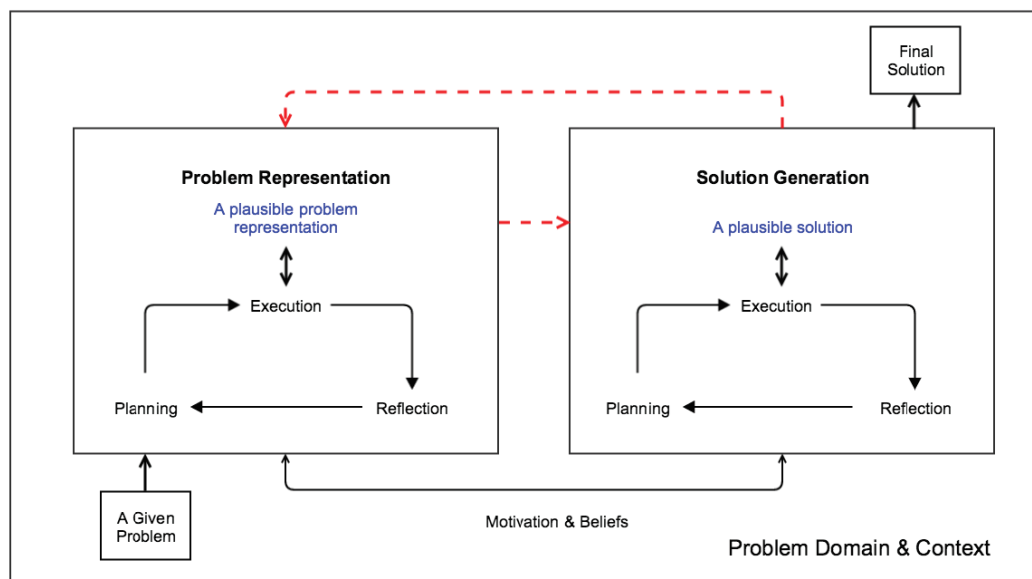 Final
Solution
Problem Representation
A plausible problem
representation
Execution
Planning
Reflection
Solution Generation
A plausible solution
Execution
Planning
Reflection
A Given
Problem
Motivation & Beliefs
Problem Domain & Context